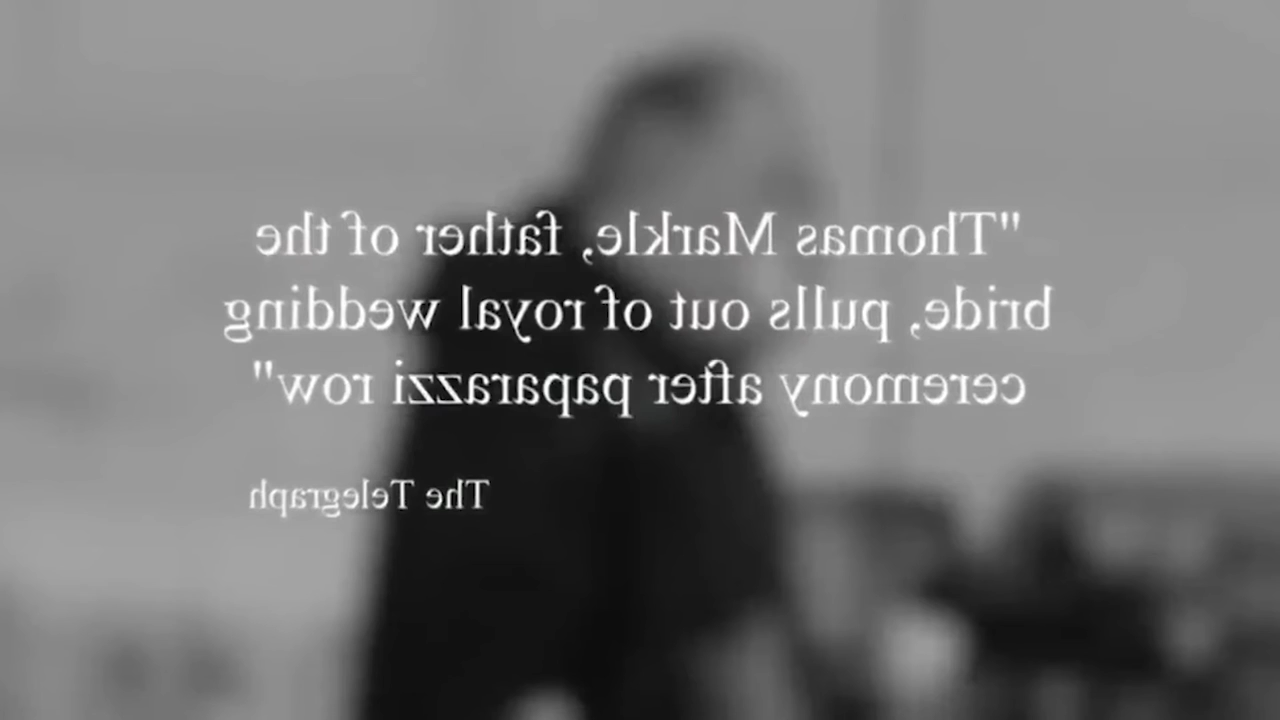 "Thomas Markle, father of the
bride, pulls out of royal wedding
ceremony after paparazzi row"
The Telegraph